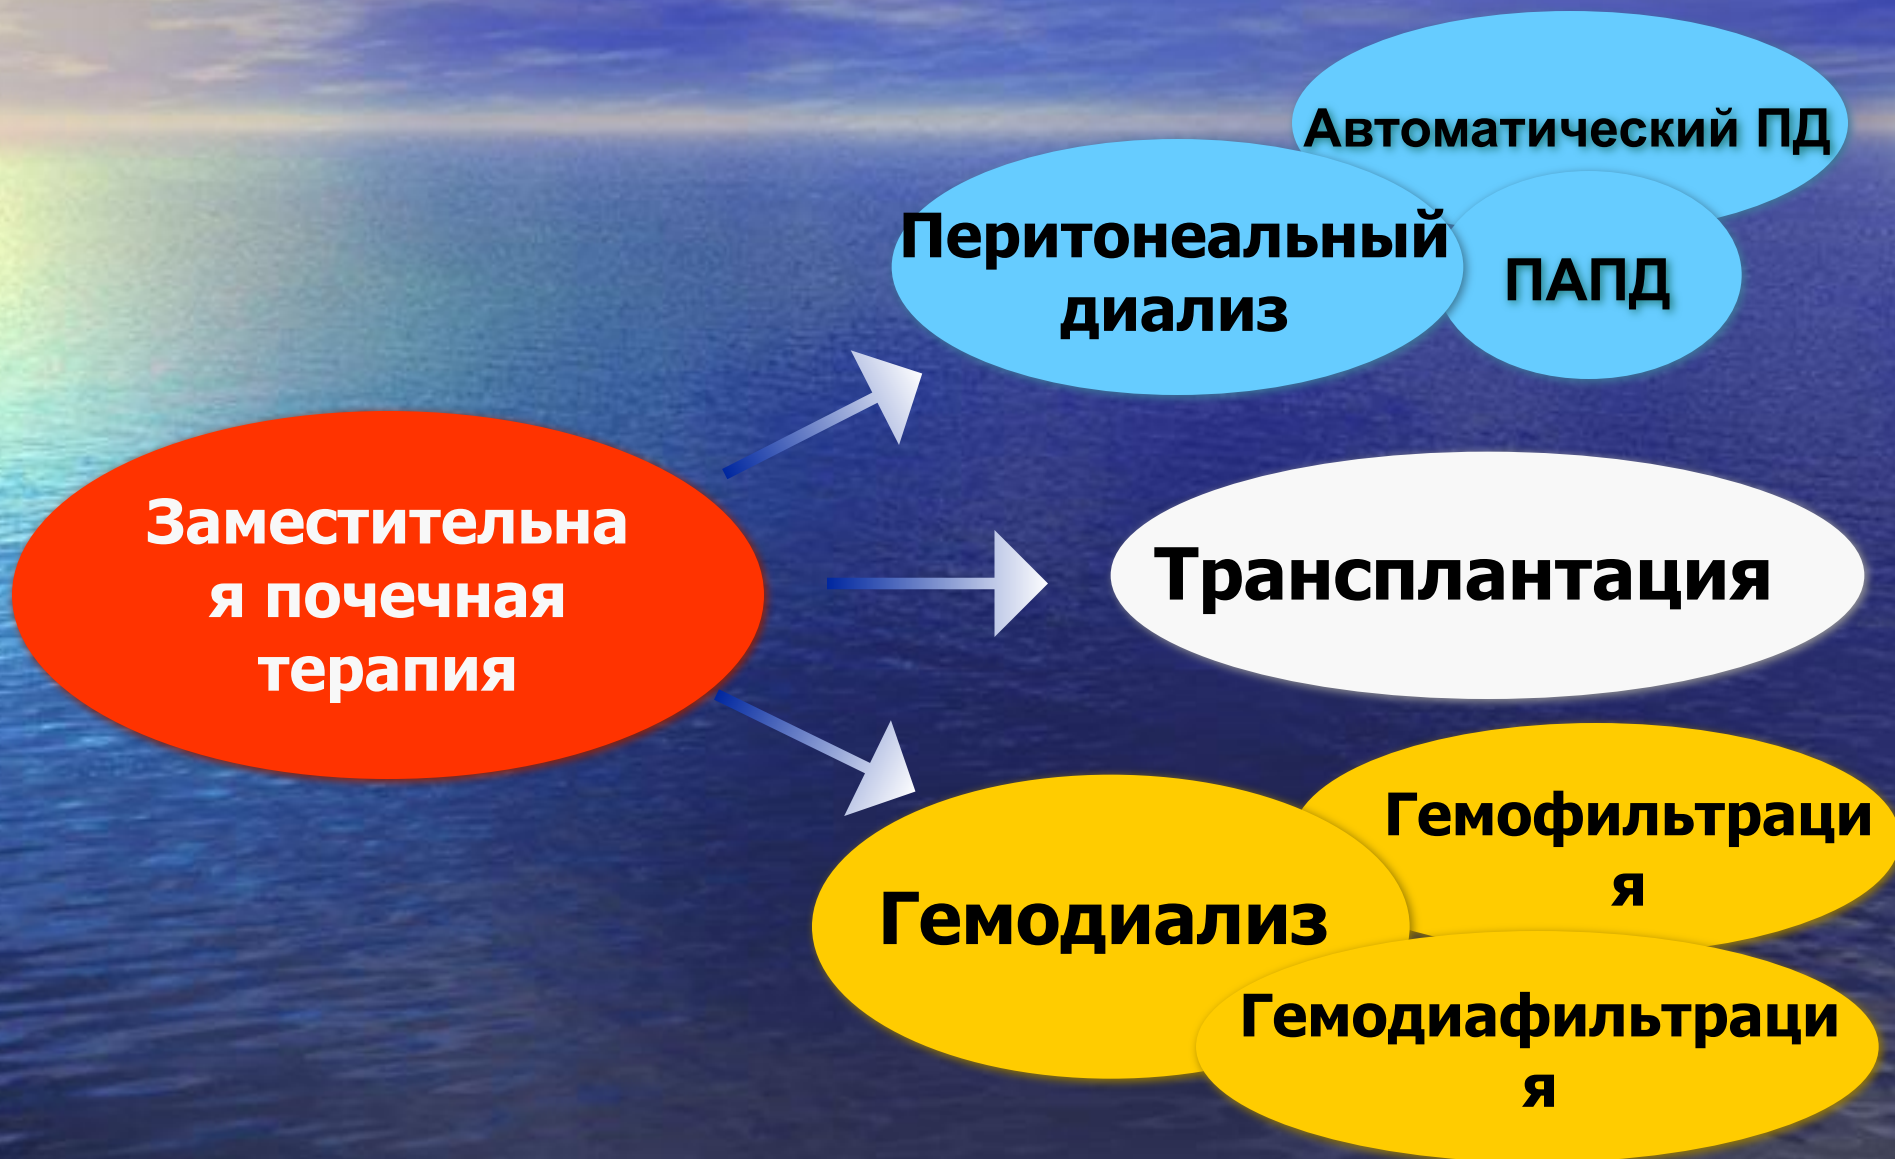 Автоматический ПД
Перитонеальный
диализ
ПАПД
Заместительна
я почечная
терапия
Трансплантация
Гемодиализ
Гемофильтраци
я
Гемодиафильтраци
я